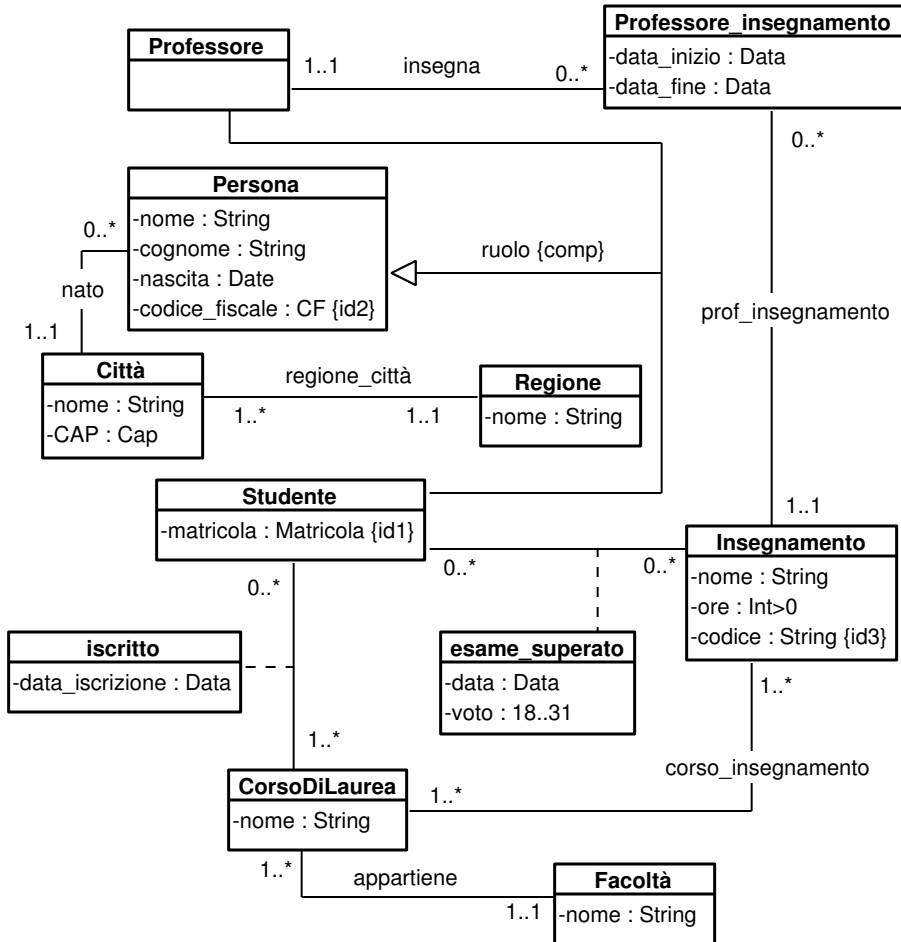 Professore
1..1
insegna
0..*
Professore_insegnamento
-data_inizio : Data
-data_fine : Data
0..*
Persona
-nome : String
-cognome : String
-nascita : Date
-codice_fiscale : CF {id2}
ruolo {comp}
0..*
nato
1..1
prof_insegnamento
Città
-nome : String
-CAP : Cap
regione_città
1..*
1..1
Regione
-nome : String
Studente
-matricola : Matricola {id1}
1..1
Insegnamento
-nome : String
-ore : Int>0
-codice : String {id3}
0..*
0..*
0..*
iscritto
-data_iscrizione : Data
esame_superato
-data : Data
-voto : 18..31
1..*
1..*
corso_insegnamento
CorsoDiLaurea
-nome : String
1..*
1..*
appartiene
1..1
Facoltà
-nome : String